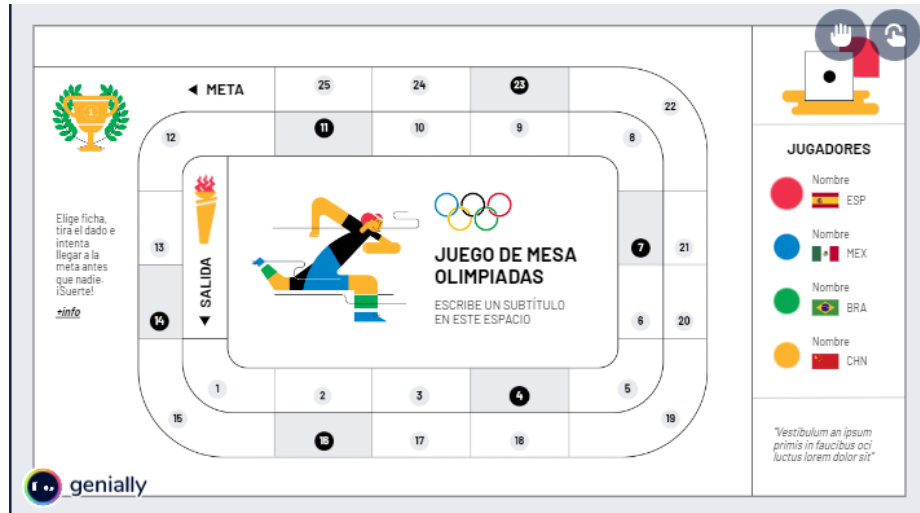 META
25
24
23
22
12
11
10
9
8
1
Elige ficha,
tira el dado e
intenta
llegar a la
meta antes
que nadie.
¡Suerte!
+info
13
14
SALIDA
JUEGO DE MESA
OLIMPIADAS
ESCRIBE UN SUBTÍTULO
EN ESTE ESPACIO
7
21
6
20
1
2
3
4
5
15
16
17
18
19
JUGADORES
Nombre
ESP
Nombre
MEX
Nombre
BRA
Nombre
CHN
"Vestibulum an ipsum
primis in faucibus oci
luctus lorem dolor sit"
genially